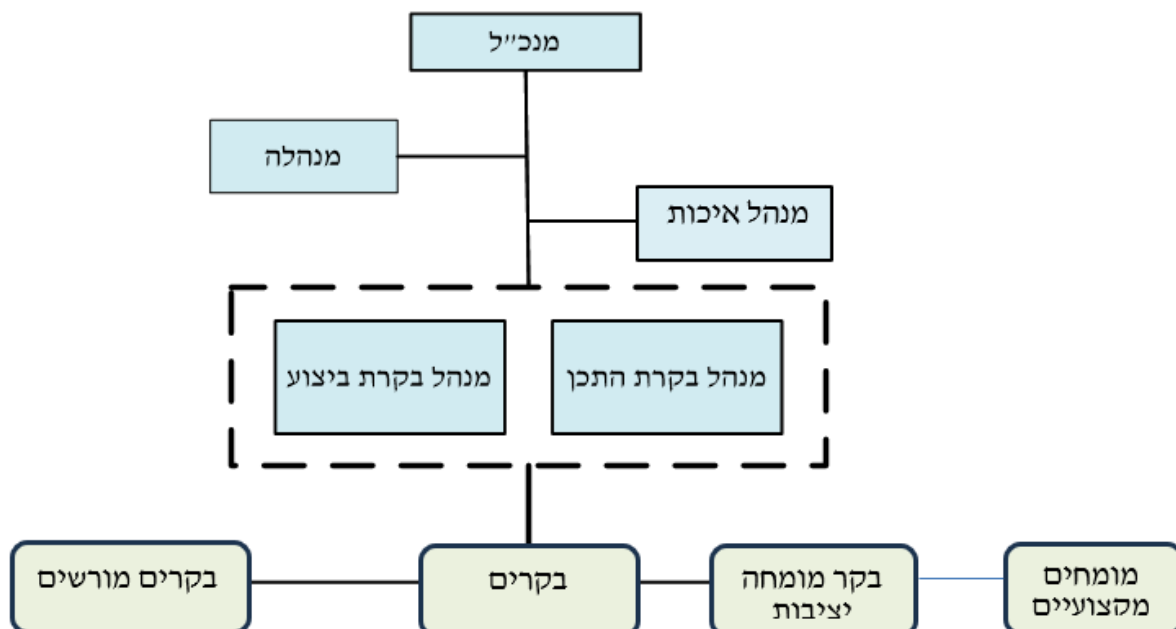 מנכ״ל
מנהלה
מנהל איכות
מנהל בקרת התכן
מנהל בקרת ביצוע
מומחים
מקצועיים
בקר מומחה
יציבות
בקרים
בקרים מורשים